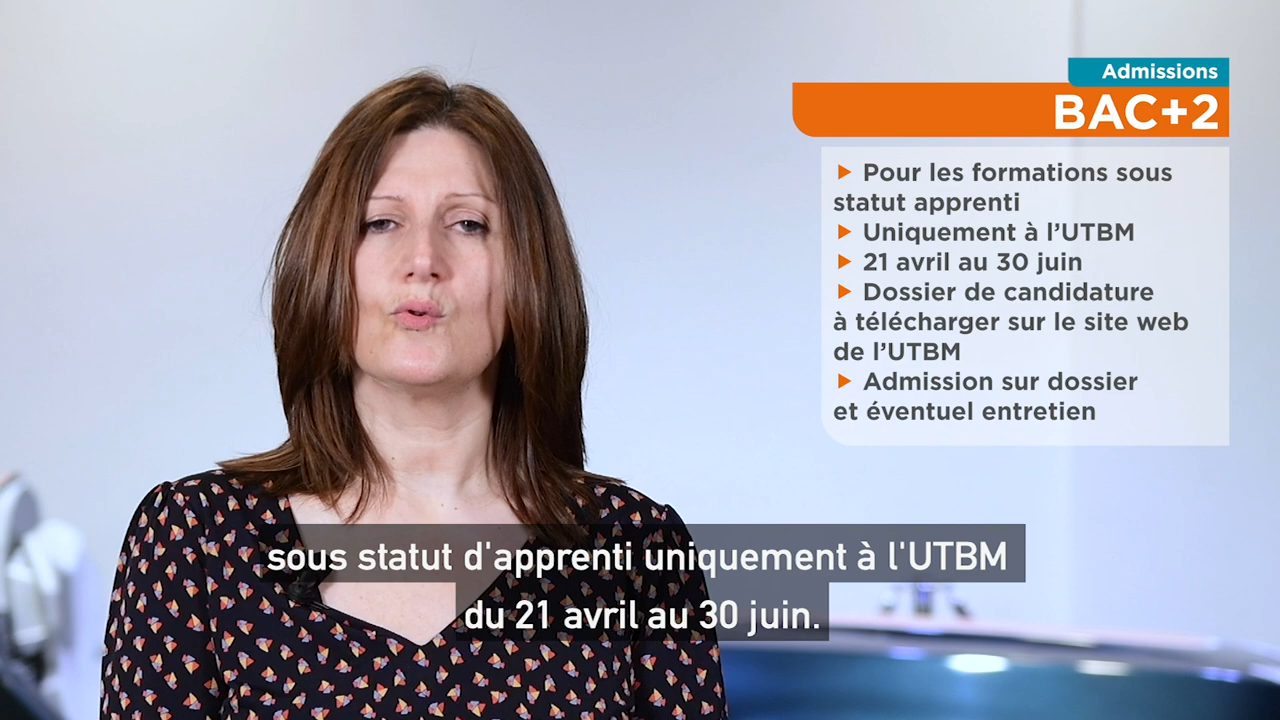 Admissions
BAC+2
Pour les formations sous
statut apprenti
Uniquement à l’UTBM
21 avril au 30 juin
Dossier de candidature
à télécharger sur le site web
de l’UTBM
Admission sur dossier
et éventuel entretien
sous statut d'apprenti uniquement à l'UTBM
du 21 avril au 30 juin.